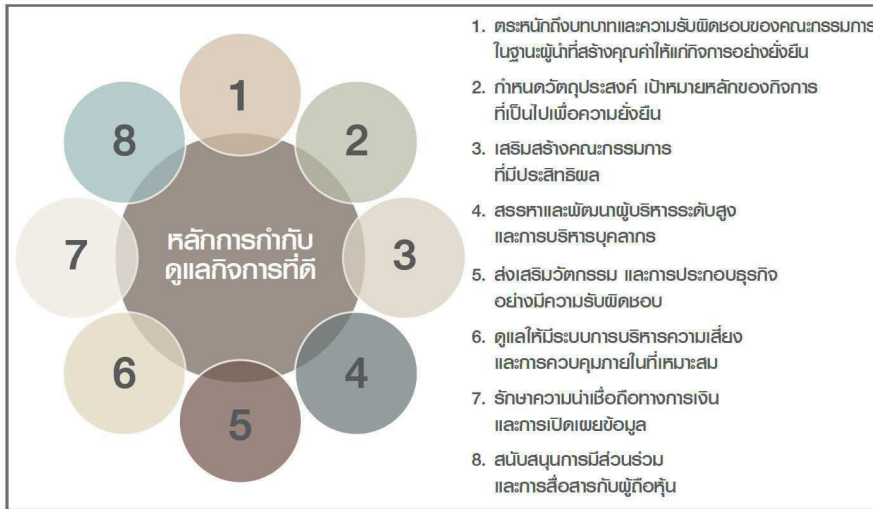 1
2
3
4
5
6
7
8
หลักการกำกับ
ดูแลกิจการที่ดี
1. ตระหนักถึงบทบาทและความรับผิดชอบของคณะกรรมการ
ในฐานะผู้นำที่สร้างคุณค่าให้แก่กิจการอย่างยั่งยืน
2. กำหนดวัตถุประสงค์ เป้าหมายหลักของกิจการ
ที่เป็นไปเพื่อความยั่งยืน
3. เสริมสร้างคณะกรรมการ
ที่มีประสิทธิผล
4. สรรหาและพัฒนาผู้บริหารระดับสูง
และการบริหารบุคลากร
5. ส่งเสริมวัตกรรม และการประกอบธุรกิจ
อย่างมีความรับผิดชอบ
6. ดูแลให้มีระบบการบริหารความเสี่ยง
และการควบคุมภายในที่เหมาะสม
7. รักษาความน่าเชื่อถือทางการเงิน
และการเปิดเผยข้อมูล
8. สนับสนุนการมีส่วนร่วม
และการสื่อสารกับผู้ถือหุ้น